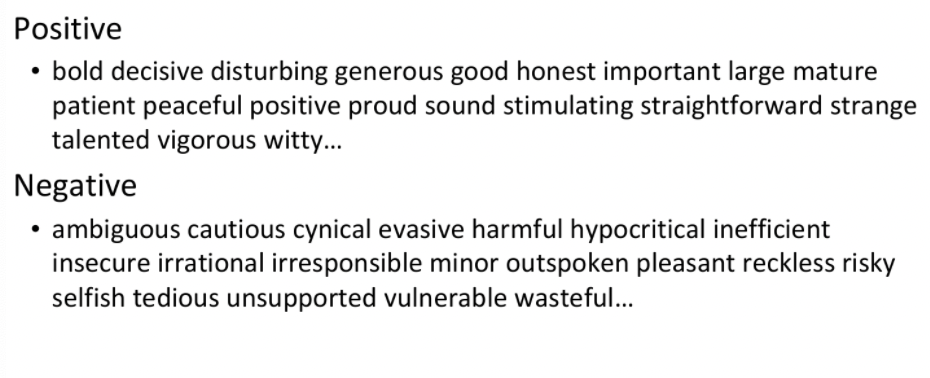 Positive
• bold decisive disturbing generous good honest important large mature
patient peaceful positive proud sound stimulating straightforward strange
talented vigorous witty…
Negative
• ambiguous cautious cynical evasive harmful hypocritical inefficient
insecure irrational irresponsible minor outspoken pleasant reckless risky
selfish tedious unsupported vulnerable wasteful…